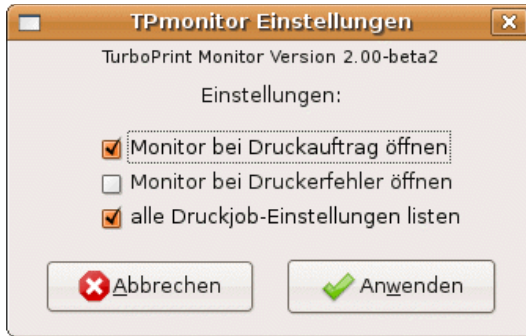 TPmonitor Einstellungen
TurboPrint Monitor Version 2.00-beta2
Einstellungen:
Monitor bei Druckauftrag öffnen
Monitor bei Druckerfehler öffnen
alle Druckjob-Einstellungen listen
Abbrechen
Anwenden